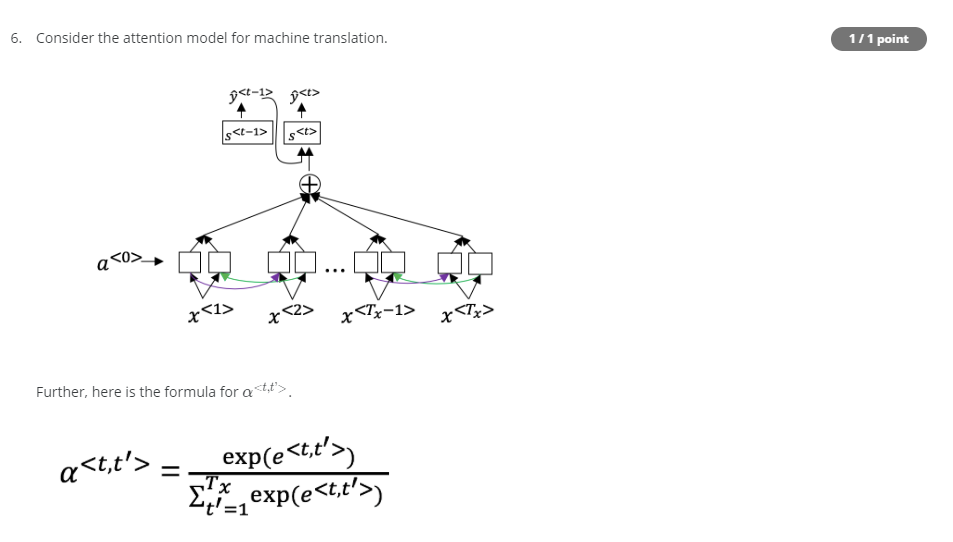 6. Consider the attention model for machine translation.
1 / 1 point
ŷ<t−1> ŷ<t>
s<t−1> s<t>
+
a<0>
...
x<1> x<2> x<Tx−1> x<Tx>
Further, here is the formula for α<t,t'>.
α<t,t′> = exp(e<t,t′>)
∑Tx t′=1 exp(e<t,t′>)